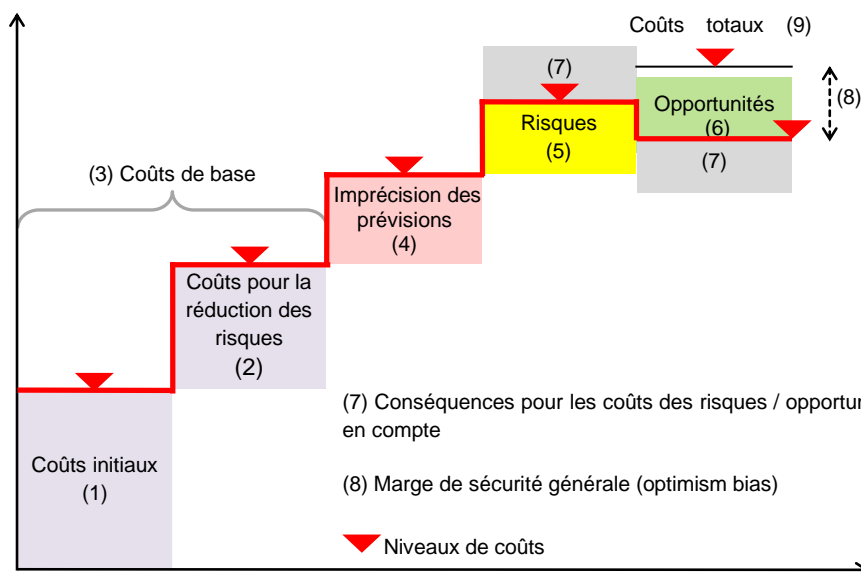 Coûts totaux (9)
(7)
(8)
Opportunités
(6)
Risques
(5)
(7)
(3) Coûts de base
Imprécision des
prévisions
(4)
Coûts pour la
réduction des
risques
(2)
(7) Conséquences pour les coûts des risques / opportu
en compte
Coûts initiaux
(1)
(8) Marge de sécurité générale (optimism bias)
Niveaux de coûts